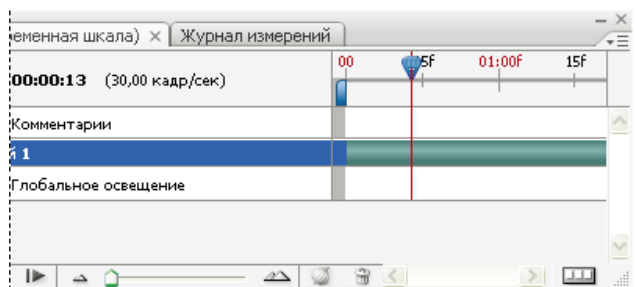 еменная шкала) × Журнал измерений
00 5f 01:00f 15f
00:00:13 (30,00 кадр/сек)
Комментарии
й 1
Глобальное освещение